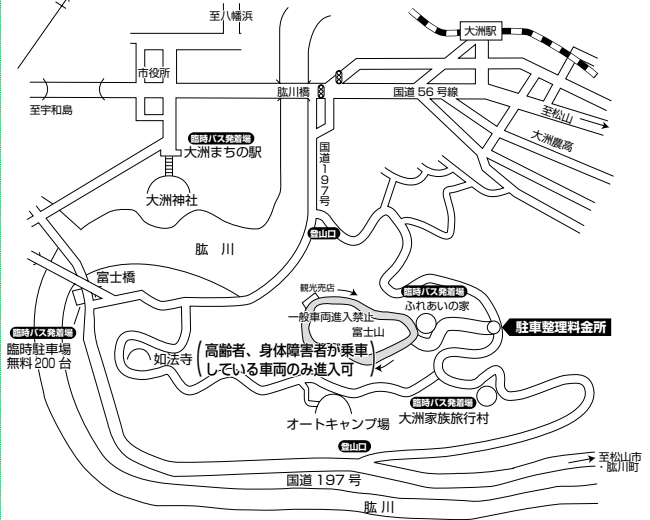 至八幡浜
大洲駅
市役所
肱川橋
国道56号線
至宇和島
至松山
大洲農高
臨時バス発着場
大洲まちの駅
国道197号
大洲神社
登山口
肱川
富士橋
観光売店
臨時バス発着場
ふれあいの家
一般車両進入禁止
富士山
駐車整理料金所
臨時バス発着場
臨時駐車場
無料200台
如法寺
(高齢者、身体障害者が乗車
している車両のみ進入可)
臨時バス発着場
大洲家族旅行村
オートキャンプ場
登山口
至松山市
・肱川町
国道197号
肱川